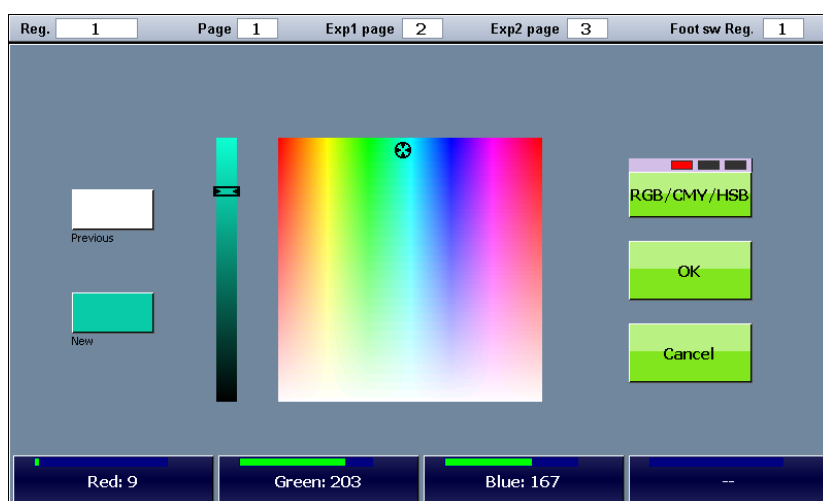 Reg. 1 Page 1 Exp1 page 2 Exp2 page 3 Foot sw Reg. 1
RGB/CMY/HSB
Previous
OK
New
Cancel
Red: 9 Green: 203 Blue: 167 --